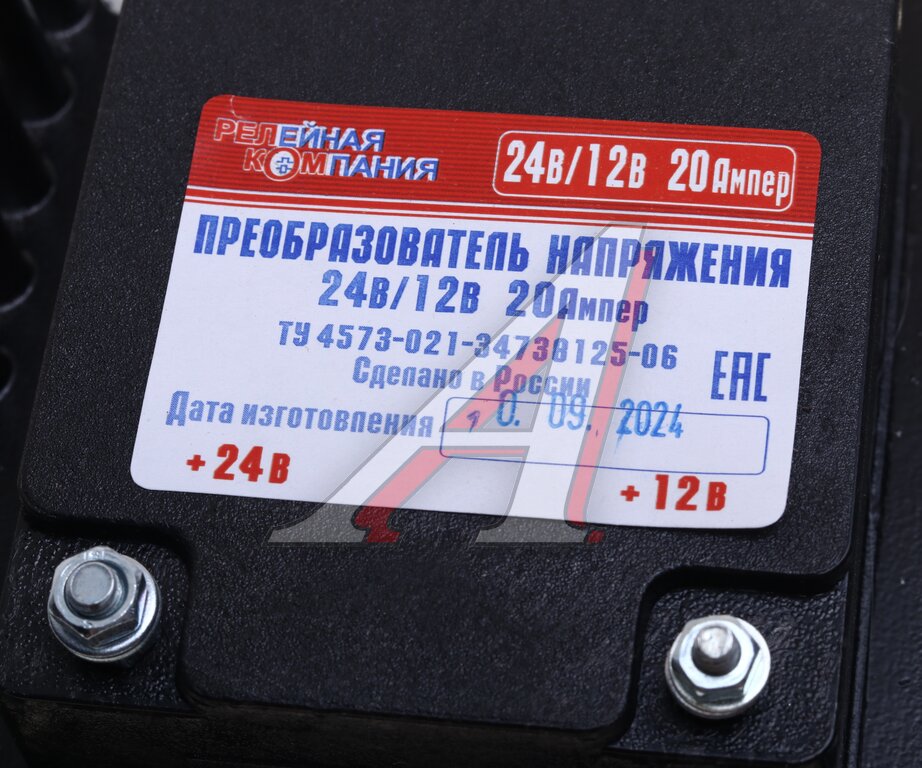 РЕЛЕЙНАЯ
КОМПАНИЯ
24В/12В 20Ампер
ПРЕОБРАЗОВАТЕЛЬ НАПРЯЖЕНИЯ
24В/12В 20Ампер
ТУ 4573-021-34738125-06
Сделано в России
EAC
Дата изготовления 09. 2024
+24В
+12В